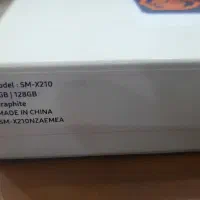 odel : SM-X210
GB | 128GB
raphite
MADE IN CHINA
SM-X210NZAEMEA